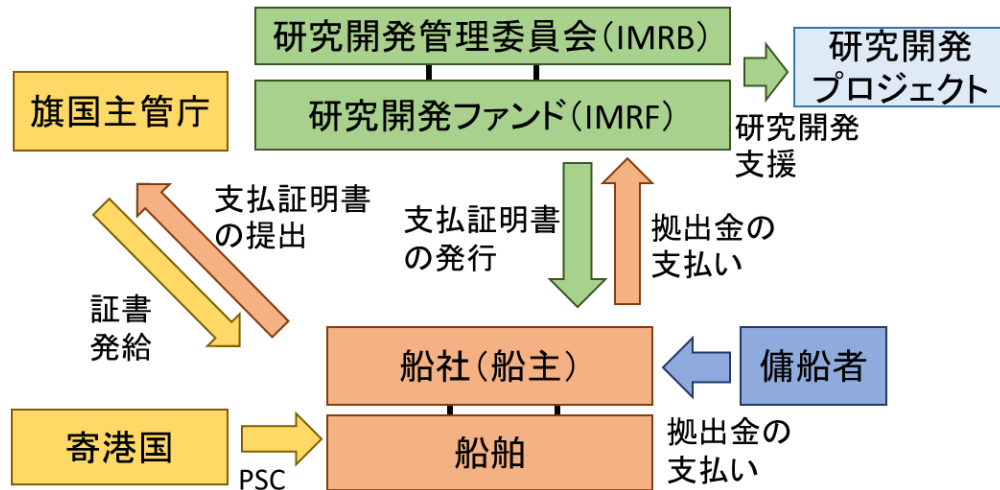 研究開発管理委員会(IMRB)
研究開発
プロジェクト
旗国主管庁
研究開発ファンド(IMRF)
研究開発
支援
支払証明書
の提出
支払証明書
の発行
拠出金の
支払い
証書
発給
船社(船主)
傭船者
寄港国
船舶
拠出金の
支払い
PSC